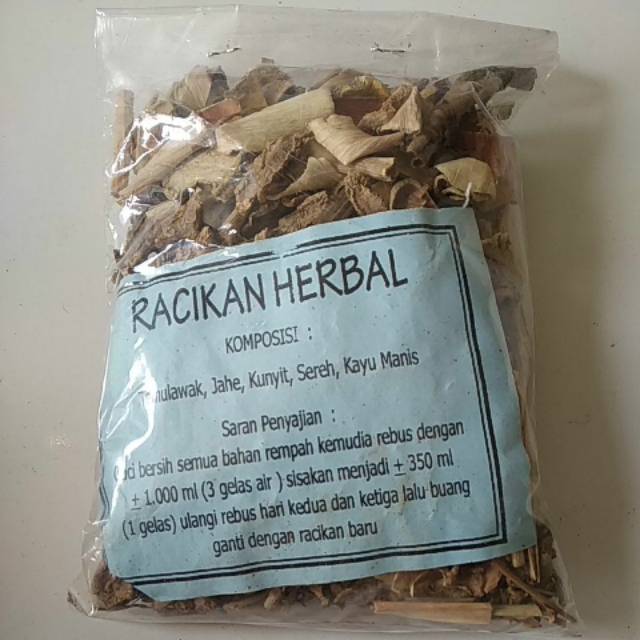 RACIKAN HERBAL
KOMPOSISI :
Temulawak, Jahe, Kunyit, Sereh, Kayu Manis
Saran Penyajian :
Cuci bersih semua bahan rempah kemudia rebus dengan
± 1.000 ml (3 gelas air ) sisakan menjadi ± 350 ml
(1 gelas) ulangi rebus hari kedua dan ketiga lalu buang
ganti dengan racikan baru